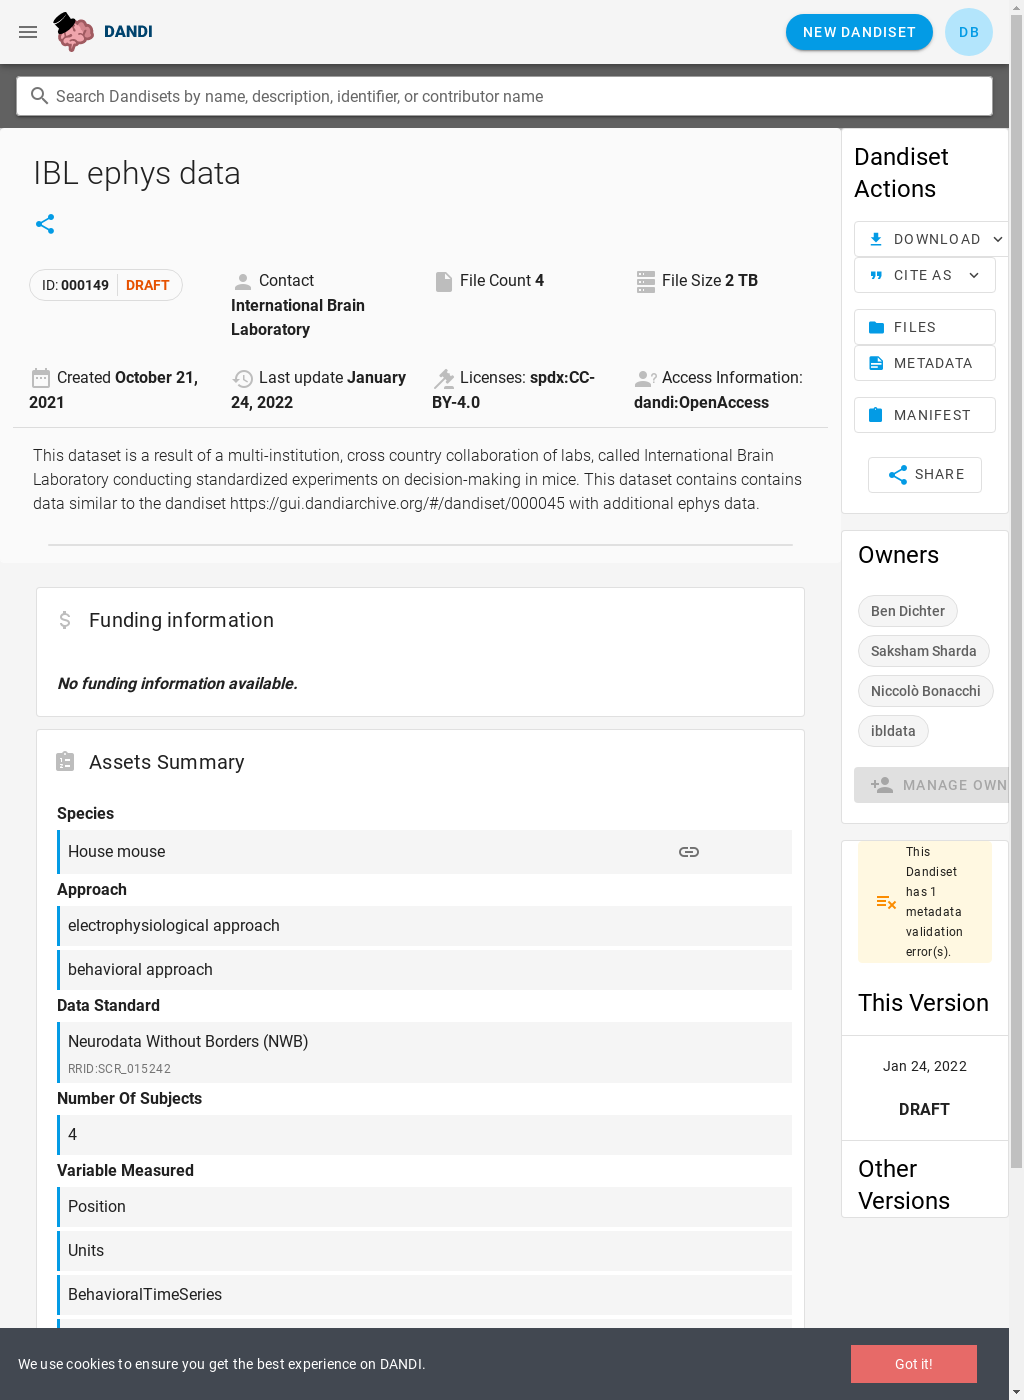 DANDI
NEW DANDISET
DB
Search Dandisets by name, description, identifier, or contributor name
IBL ephys data
ID: 000149 DRAFT
Contact
International Brain
Laboratory
File Count 4
File Size 2 TB
Created October 21,
2021
Last update January
24, 2022
Licenses: spdx:CC-
BY-4.0
Access Information:
dandi:OpenAccess
This dataset is a result of a multi-institution, cross country collaboration of labs, called International Brain
Laboratory conducting standardized experiments on decision-making in mice. This dataset contains contains
data similar to the dandiset https://gui.dandiarchive.org/#/dandiset/000045 with additional ephys data.
Funding information
No funding information available.
Assets Summary
Species
House mouse
Approach
electrophysiological approach
behavioral approach
Data Standard
Neurodata Without Borders (NWB)
RRID:SCR_015242
Number Of Subjects
4
Variable Measured
Position
Units
BehavioralTimeSeries
Dandiset
Actions
DOWNLOAD
CITE AS
FILES
METADATA
MANIFEST
SHARE
Owners
Ben Dichter
Saksham Sharda
Niccolò Bonacchi
ibldata
MANAGE OWN
This
Dandiset
has 1
metadata
validation
error(s).
This Version
Jan 24, 2022
DRAFT
Other
Versions
We use cookies to ensure you get the best experience on DANDI.
Got it!